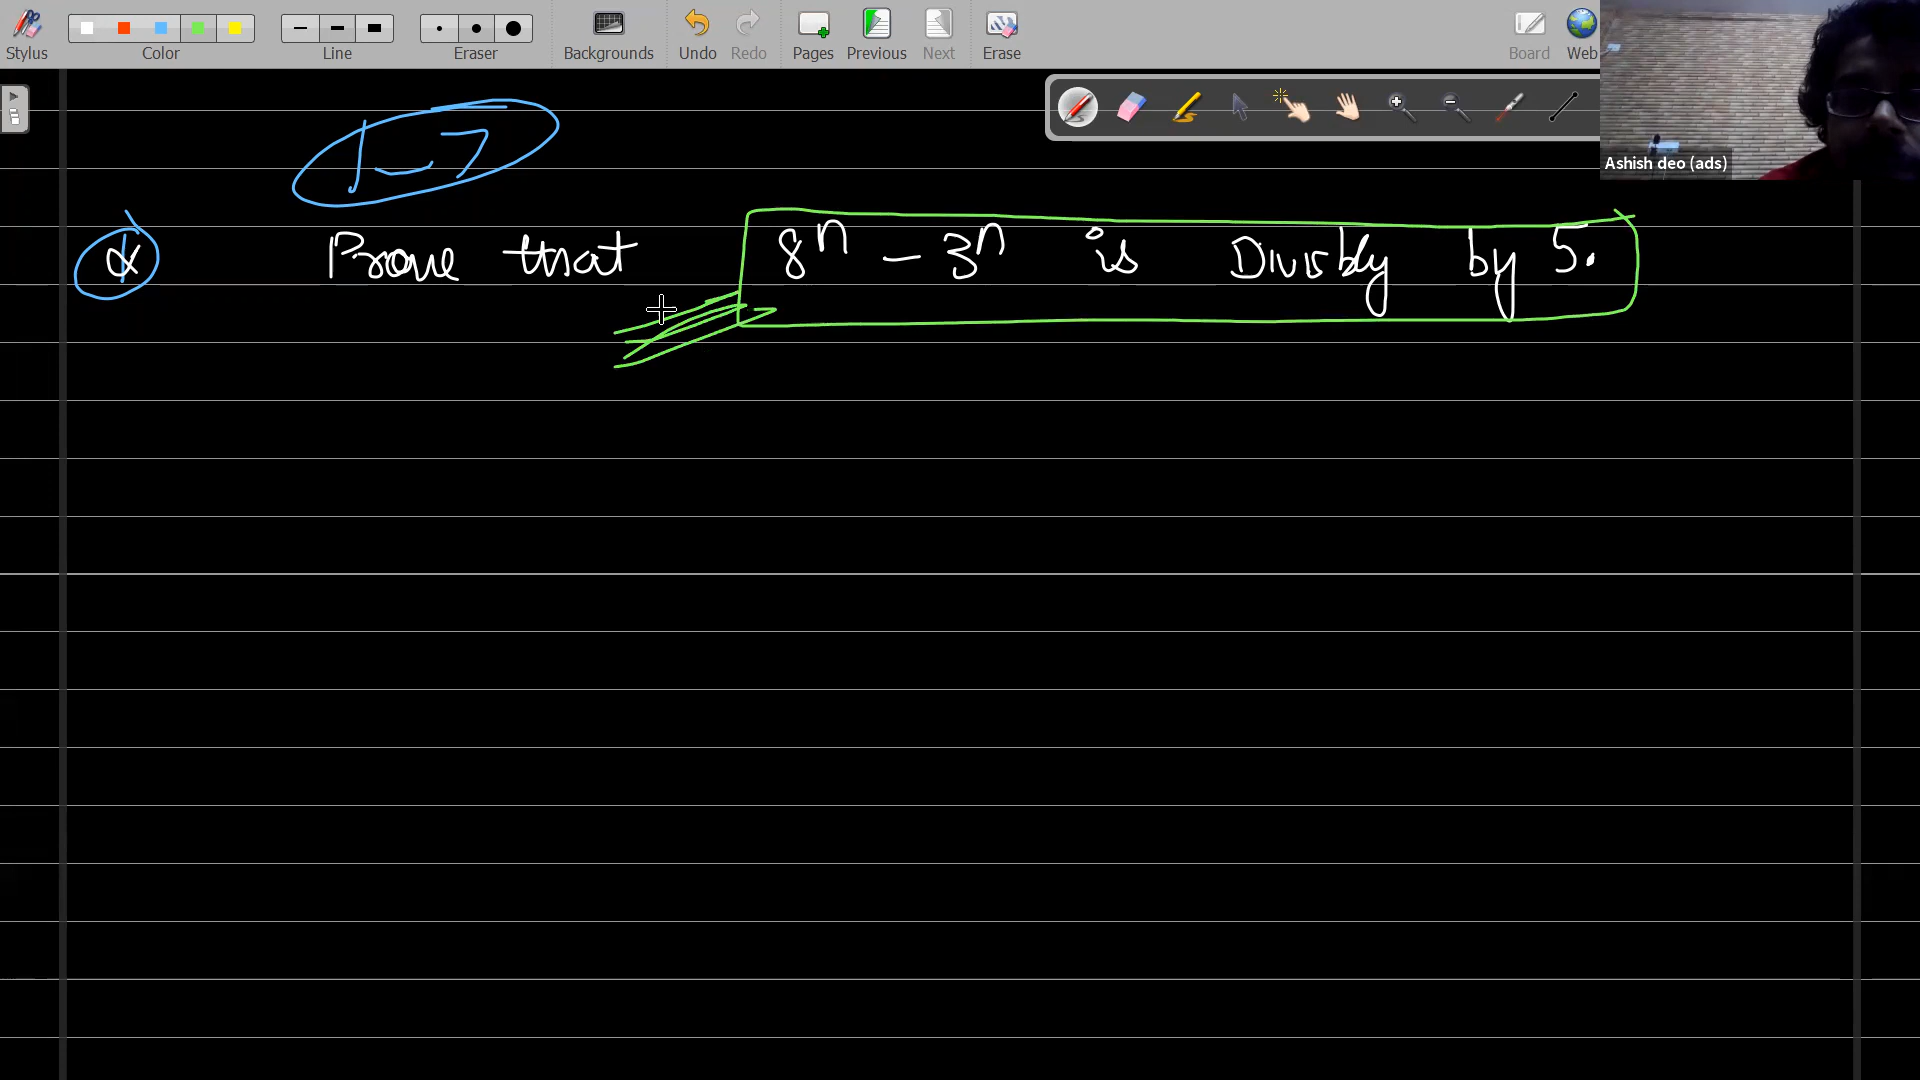 Stylus Color Line Eraser Backgrounds Undo Redo Pages Previous Next Erase Board Web
Ashish deo (ads)
Prove that 8ⁿ – 3ⁿ is Divisbly by 5.